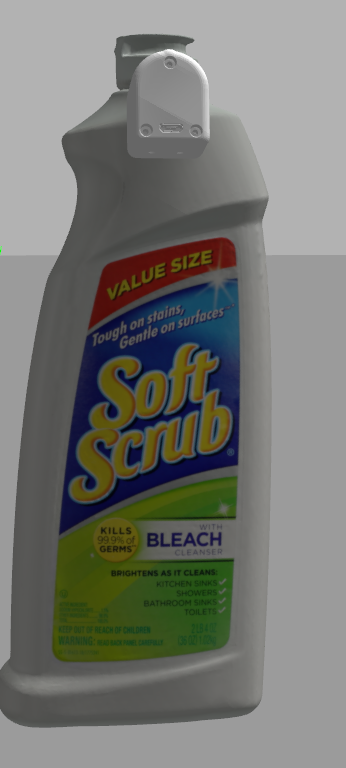 VALUE SIZE
Tough on stains,
Gentle on surfaces
Soft
Scrub®
KILLS
99.9% of
GERMS
WITH
BLEACH
CLEANSER
BRIGHTENS AS IT CLEANS:
KITCHEN SINKS
SHOWERS
BATHROOM SINKS
TOILETS
KEEP OUT OF REACH OF CHILDREN
WARNING: